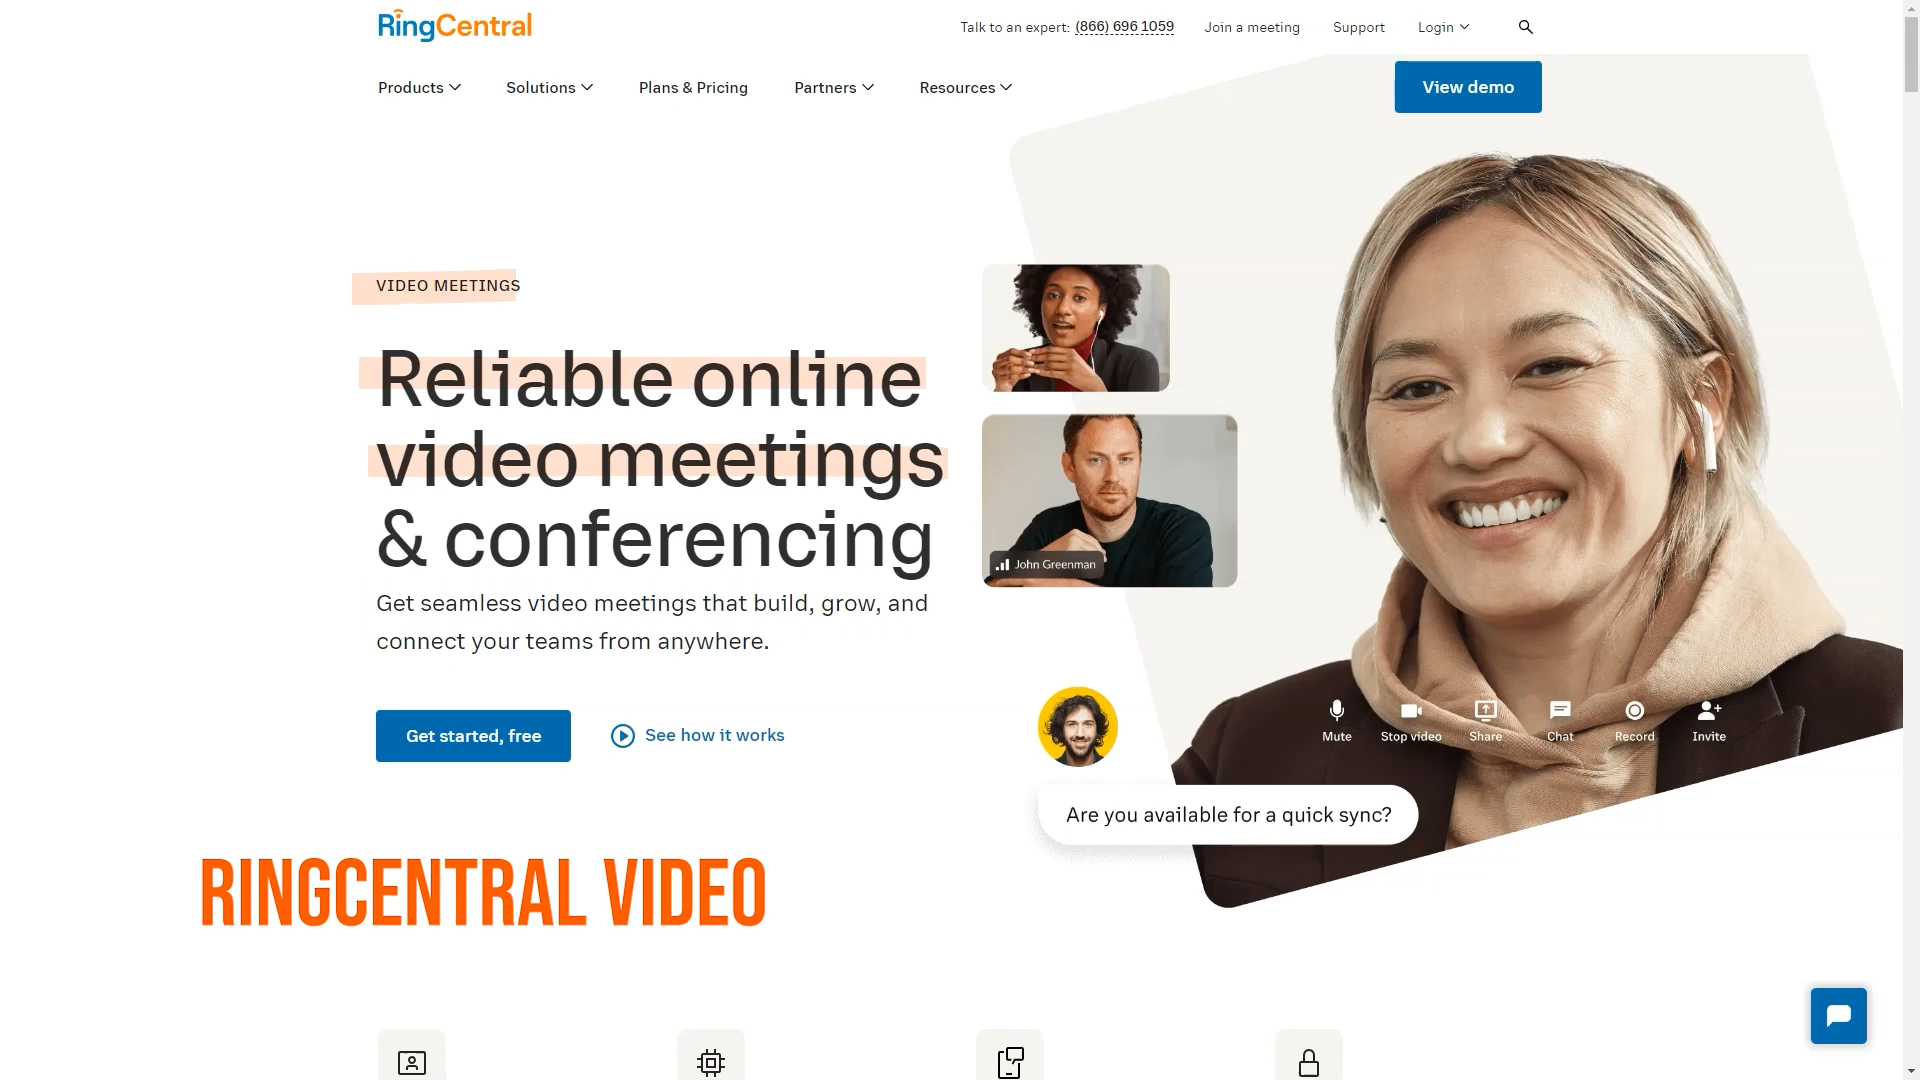 RingCentral
Talk to an expert: (866) 696 1059
Join a meeting
Support
Login
Products
Solutions
Plans & Pricing
Partners
Resources
View demo
VIDEO MEETINGS
Reliable online
video meetings
& conferencing
Get seamless video meetings that build, grow, and
connect your teams from anywhere.
Get started, free
See how it works
John Greenman
Mute
Stop video
Share
Chat
Record
Invite
Are you available for a quick sync?
RINGCENTRAL VIDEO